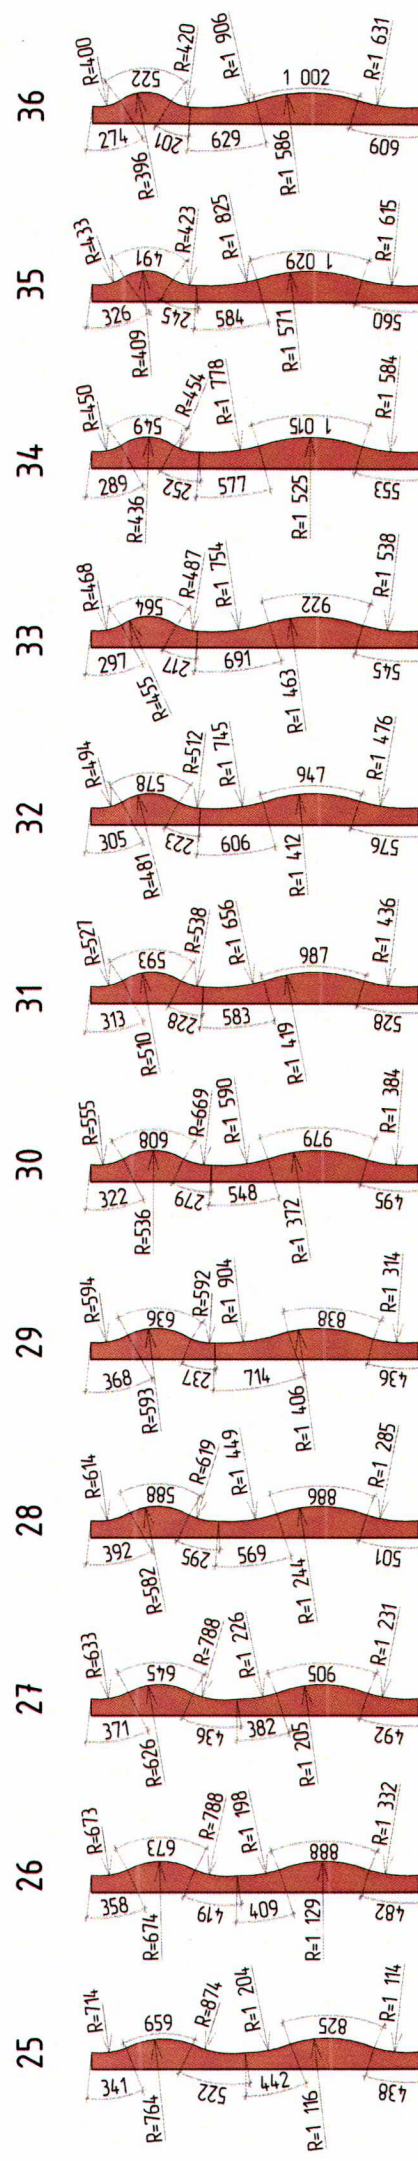 25
R=714
341
R=764
659
R=874
522
R=1 204
442
R=1 116
825
R=1 114
438
26
R=673
358
R=674
673
R=788
419
R=1 198
604
R=1 129
888
R=1 332
482
27
R=633
371
R=626
645
R=788
436
R=1 226
382
R=1 205
905
R=1 231
492
28
R=614
392
R=582
588
R=619
295
R=1 449
695
R=1 244
886
R=1 285
501
29
R=594
368
R=593
636
R=592
237
R=1 904
714
R=1 406
838
R=1 314
436
30
R=555
322
R=536
608
R=669
279
R=1 590
548
R=1 372
979
R=1 384
495
31
R=527
313
R=510
593
R=538
228
R=1 656
583
R=1 419
786
R=1 436
528
32
R=494
305
R=481
578
R=512
223
R=1 745
609
R=1 412
746
R=1 476
576
33
R=468
297
R=455
564
R=487
217
R=1 754
691
R=1 463
922
R=1 538
545
34
R=450
289
R=436
549
R=454
252
R=1 778
577
R=1 525
1 015
R=1 584
553
35
R=433
326
R=409
491
R=423
245
R=1 825
584
R=1 571
1 029
R=1 615
560
36
R=400
274
R=396
522
R=420
201
R=1 906
629
R=1 586
1 002
R=1 631
609